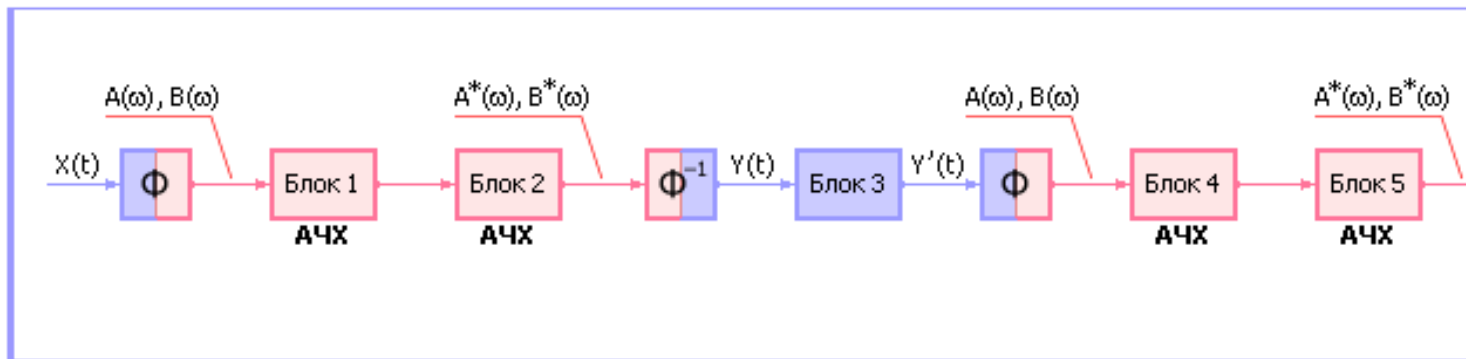 A(ω), B(ω) A*(ω), B*(ω) A(ω), B(ω) A*(ω), B*(ω)
X(t) Φ Блок 1 Блок 2 Φ⁻¹ Y(t) Блок 3 Y'(t) Φ Блок 4 Блок 5
АЧХ АЧХ АЧХ АЧХ